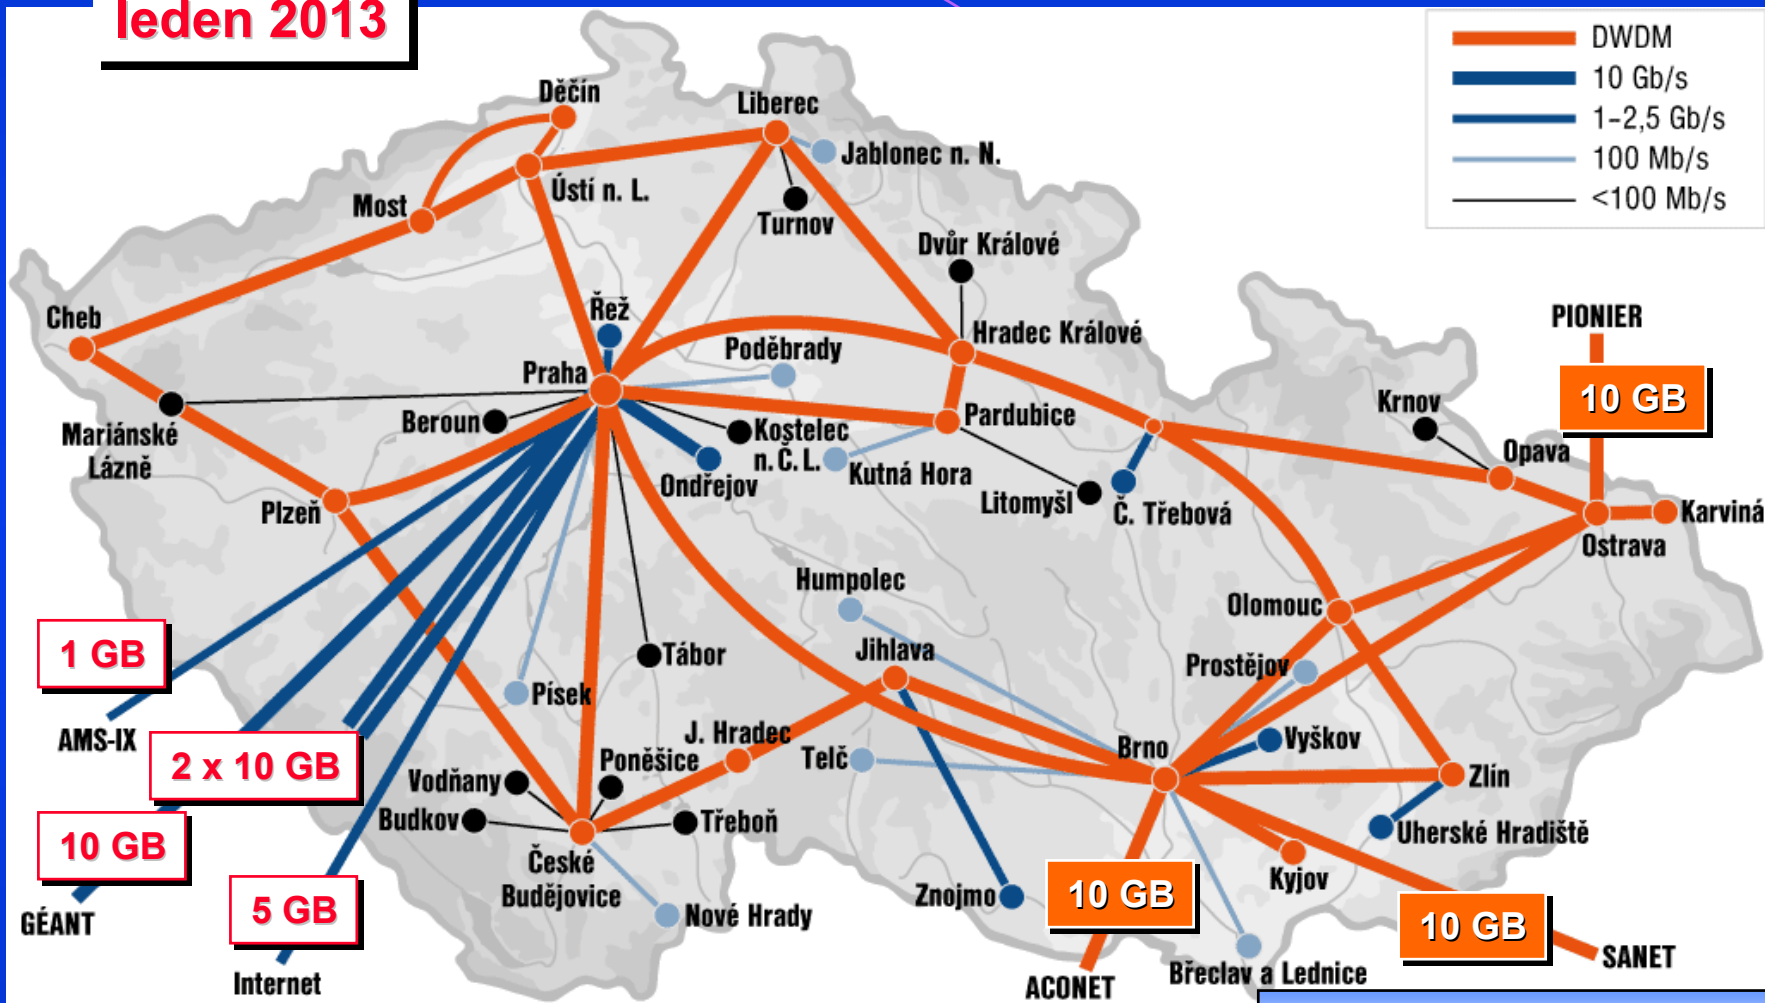 leden 2013
DWDM
10 Gb/s
1-2,5 Gb/s
100 Mb/s
<100 Mb/s
Děčín
Liberec
Jablonec n. N.
Ústí n. L.
Most
Turnov
Dvůr Králové
Cheb
Řež
Hradec Králové
PIONIER
Poděbrady
Praha
10 GB
Krnov
Mariánské
Lázně
Beroun
Kostelec
n. Č. L.
Pardubice
Opava
Plzeň
Ondřejov
Kutná Hora
Litomyšl
Č. Třebová
Karviná
Ostrava
Humpolec
Olomouc
1 GB
Tábor
Jihlava
Prostějov
Písek
AMS-IX
J. Hradec
Vyškov
2 x 10 GB
Poněšice
Telč
Brno
Zlín
Vodňany
Budkov
Třeboň
Uherské Hradiště
10 GB
České
Budějovice
Kyjov
GÉANT
5 GB
Nové Hrady
Znojmo
10 GB
10 GB
Internet
ACONET
Břeclav a Lednice
SANET